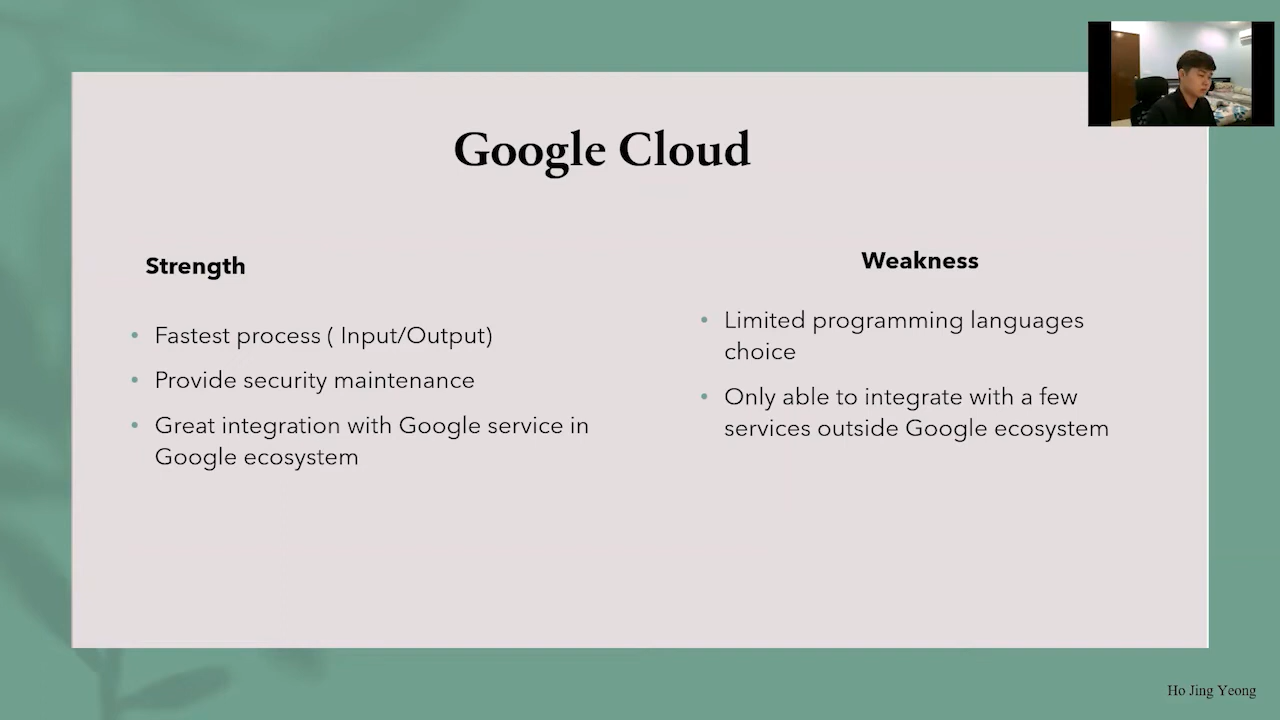 Google Cloud
Strength
Fastest process ( Input/Output)
Provide security maintenance
Great integration with Google service in
Google ecosystem
Weakness
Limited programming languages
choice
Only able to integrate with a few
services outside Google ecosystem
Ho Jing Yeong